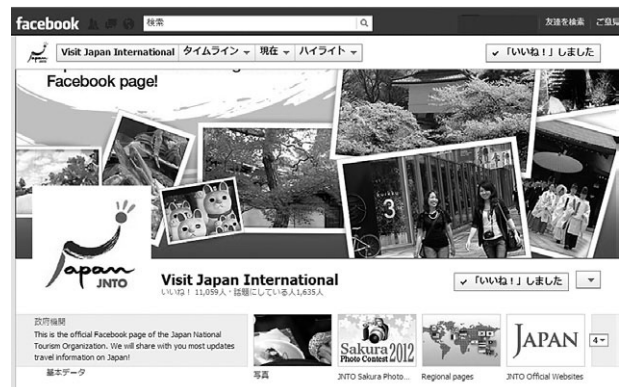 facebook 検索 友達を検索
Visit Japan International タイムライン 現在 ハイライト ✓「いいね!」しました
Facebook page!
3
Japan
JNTO
Visit Japan International ✓「いいね!」しました
いいね! 11,059人・話題にしている人1,635人
政府機関
This is the official Facebook page of the Japan National
Tourism Organization. We will share with you most updates
travel information on Japan!
基本データ
Sakura
Photo Contest 2012
JAPAN
4
写真 JNTO Sakura Photo... Regional pages JNTO Official Websites